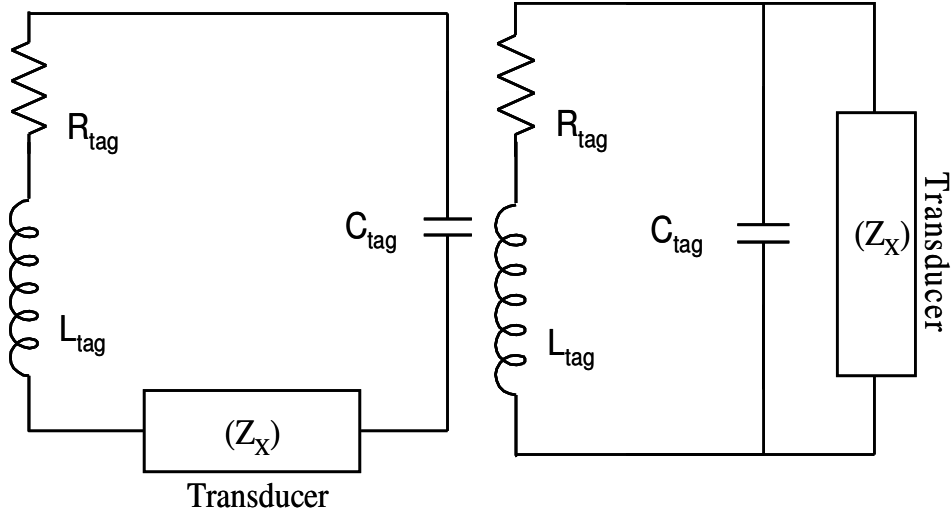 R_tag
C_tag
L_tag
(Z_X)
Transducer
R_tag
C_tag
L_tag
(Z_X)
Transducer